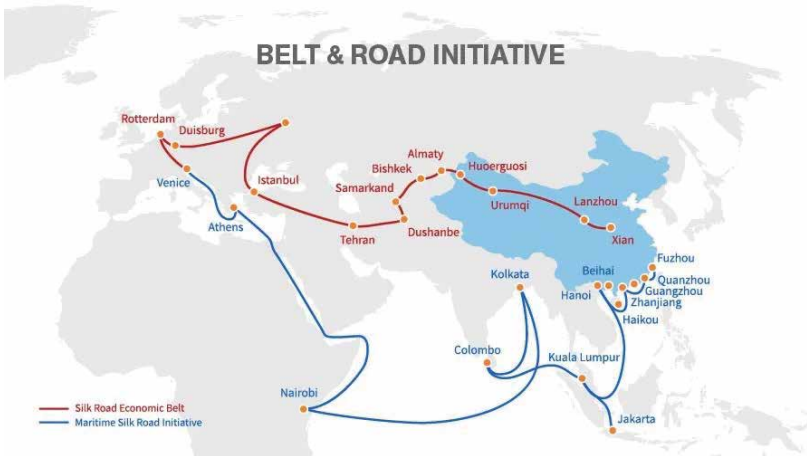 BELT & ROAD INITIATIVE
Rotterdam
Duisburg
Venice
Istanbul
Athens
Almaty
Bishkek
Huoerguosi
Samarkand
Urumqi
Lanzhou
Tehran
Dushanbe
Xian
Fuzhou
Kolkata
Beihai
Quanzhou
Hanoi
Guangzhou
Zhanjiang
Haikou
Colombo
Kuala Lumpur
Nairobi
Jakarta
Silk Road Economic Belt
Maritime Silk Road Initiative